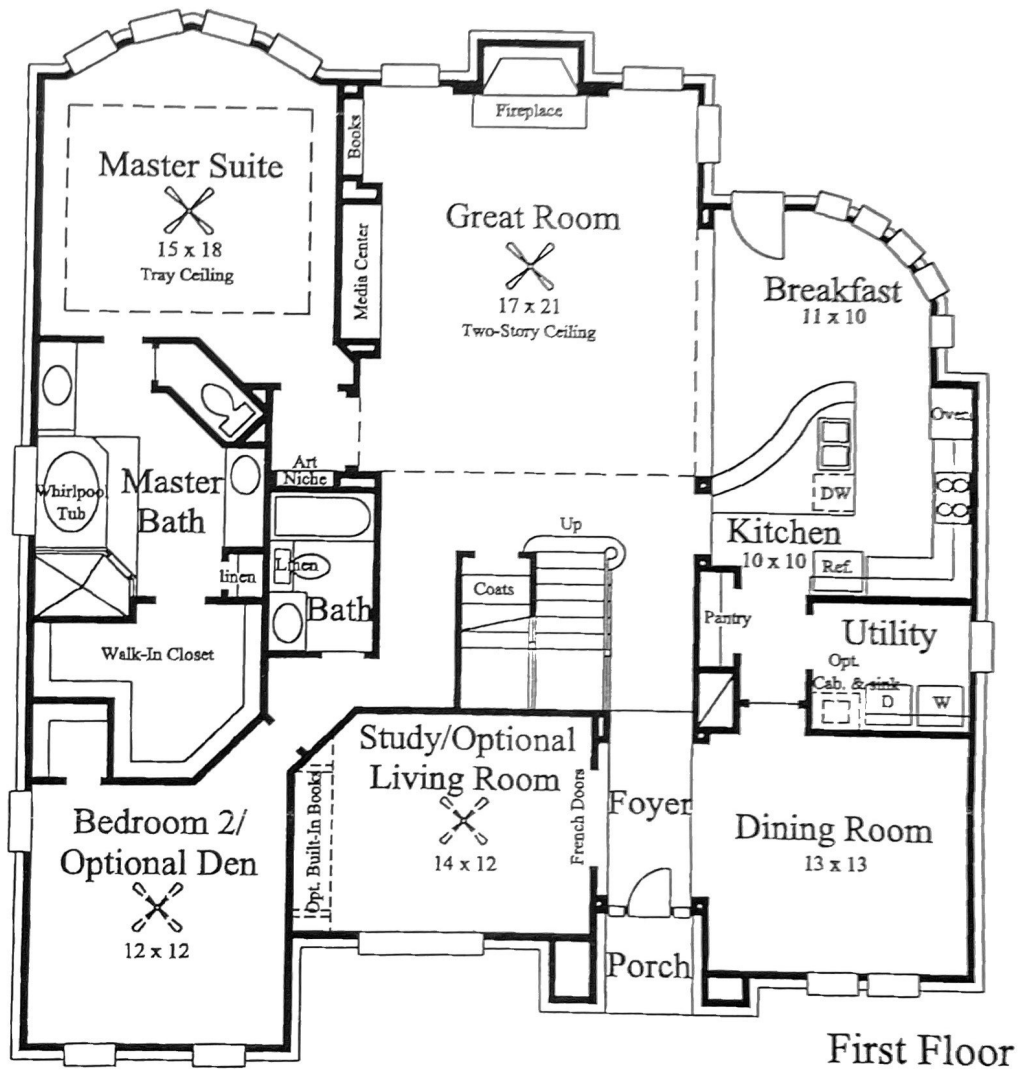 Fireplace
Books
Master Suite
15 x 18
Tray Ceiling
Great Room
17 x 21
Two-Story Ceiling
Media Center
Breakfast
11 x 10
Oven
Art
Niche
Whirlpool
Tub
Master
Bath
DW
Up
Kitchen
10 x 10
Ref.
Linen
linen
Coats
Bath
Pantry
Utility
Walk-In Closet
Opt.
Cab. & sink
D
W
Study/Optional
Living Room
14 x 12
Opt. Built-In Books
French Doors
Foyer
Bedroom 2/
Optional Den
12 x 12
Dining Room
13 x 13
Porch
First Floor